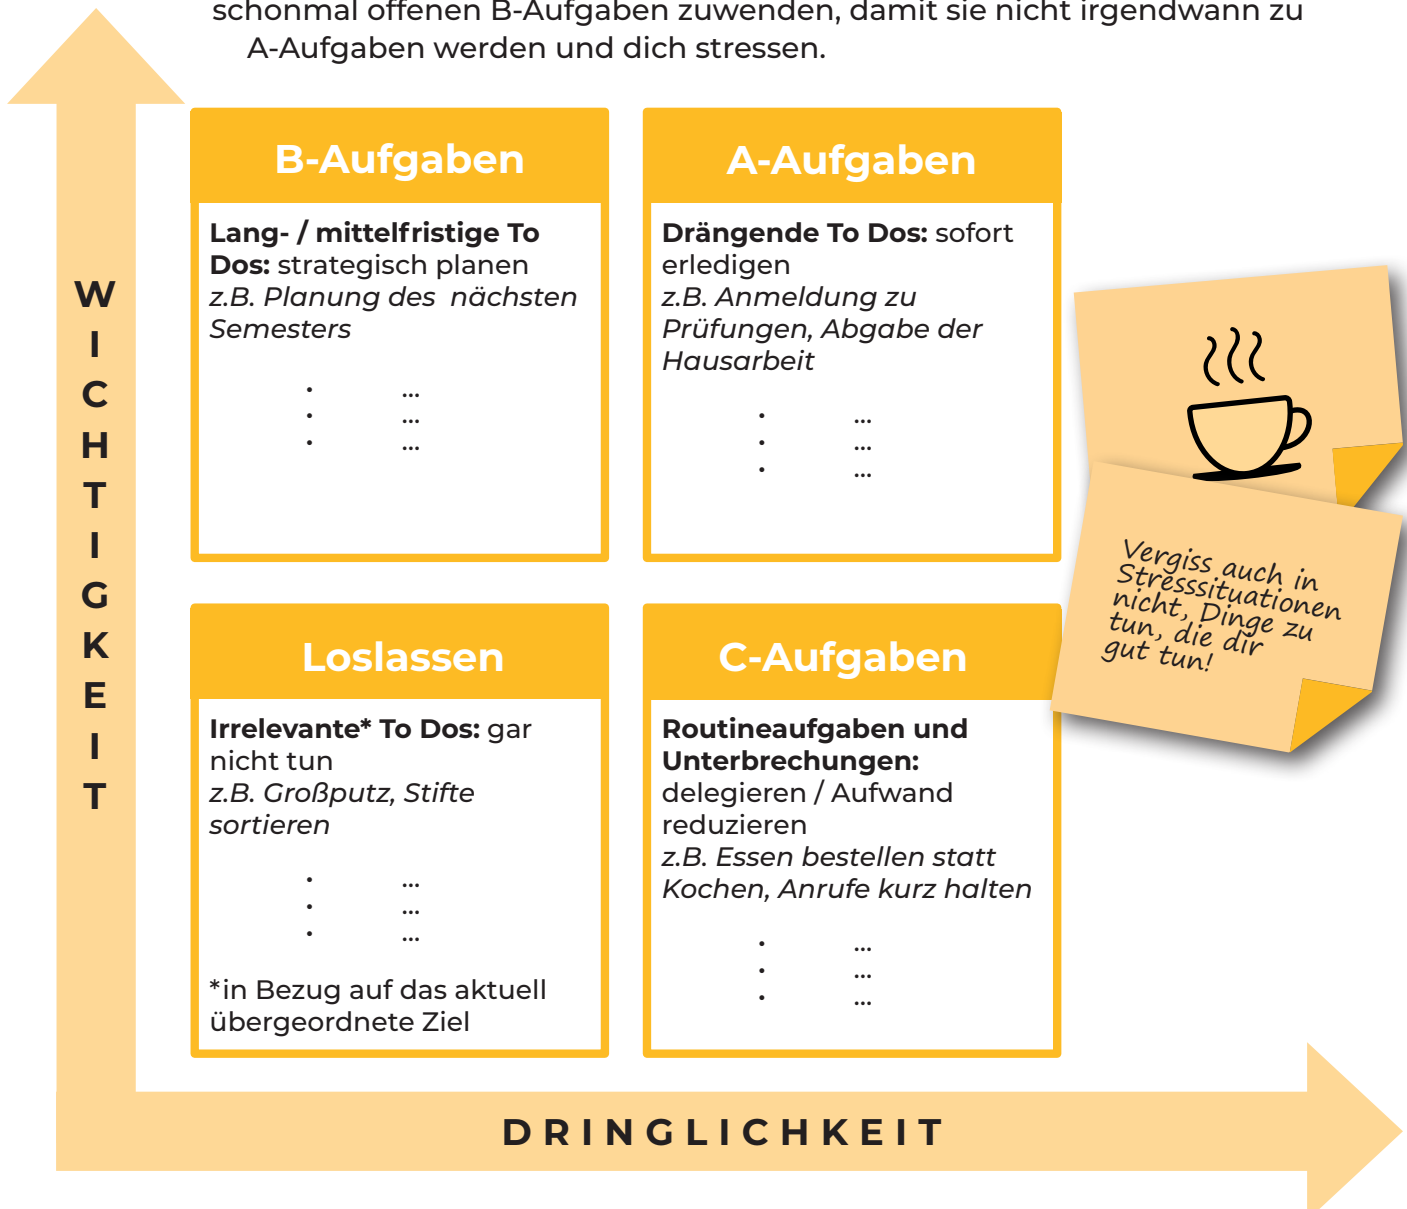 schonmal offenen B-Aufgaben zuwenden, damit sie nicht irgendwann zu
A-Aufgaben werden und dich stressen.
WICHTIGKEIT
B-Aufgaben
Lang- / mittelfristige To
Dos: strategisch planen
z.B. Planung des nächsten
Semesters
· ...
· ...
· ...
A-Aufgaben
Drängende To Dos: sofort
erledigen
z.B. Anmeldung zu
Prüfungen, Abgabe der
Hausarbeit
· ...
· ...
· ...
Vergiss auch in
Stresssituationen
nicht, Dinge zu
tun, die dir
gut tun!
Loslassen
Irrelevante* To Dos: gar
nicht tun
z.B. Großputz, Stifte
sortieren
· ...
· ...
· ...
*in Bezug auf das aktuell
übergeordnete Ziel
C-Aufgaben
Routineaufgaben und
Unterbrechungen:
delegieren / Aufwand
reduzieren
z.B. Essen bestellen statt
Kochen, Anrufe kurz halten
· ...
· ...
· ...
DRINGLICHKEIT